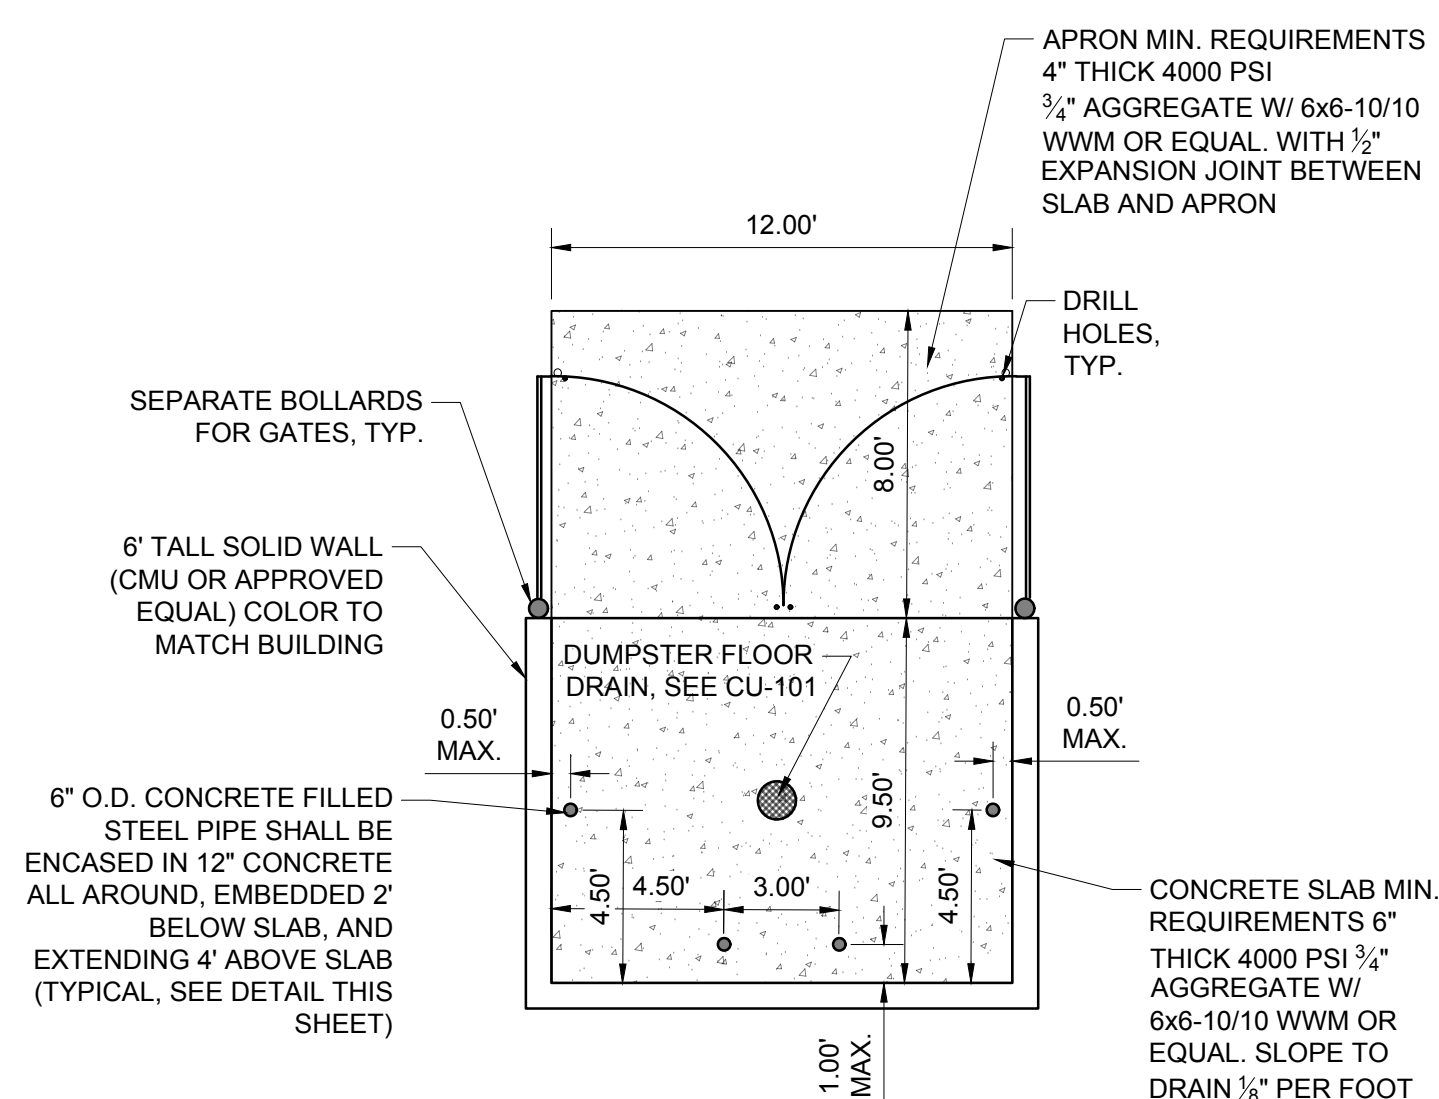 APRON MIN. REQUIREMENTS
4" THICK 4000 PSI
3⁄4" AGGREGATE W/ 6x6-10/10
WWM OR EQUAL. WITH 1⁄2"
EXPANSION JOINT BETWEEN
SLAB AND APRON
12.00'
DRILL
HOLES,
TYP.
SEPARATE BOLLARDS
FOR GATES, TYP.
8.00'
6' TALL SOLID WALL
(CMU OR APPROVED
EQUAL) COLOR TO
MATCH BUILDING
DUMPSTER FLOOR
DRAIN, SEE CU-101
0.50'
MAX.
0.50'
MAX.
6" O.D. CONCRETE FILLED
STEEL PIPE SHALL BE
ENCASED IN 12" CONCRETE
ALL AROUND, EMBEDDED 2'
BELOW SLAB, AND
EXTENDING 4' ABOVE SLAB
(TYPICAL, SEE DETAIL THIS
SHEET)
9.50'
4.50'
4.50'
3.00'
4.50'
1.00'
MAX.
CONCRETE SLAB MIN.
REQUIREMENTS 6"
THICK 4000 PSI 3⁄4"
AGGREGATE W/
6x6-10/10 WWM OR
EQUAL. SLOPE TO
DRAIN 1⁄8" PER FOOT